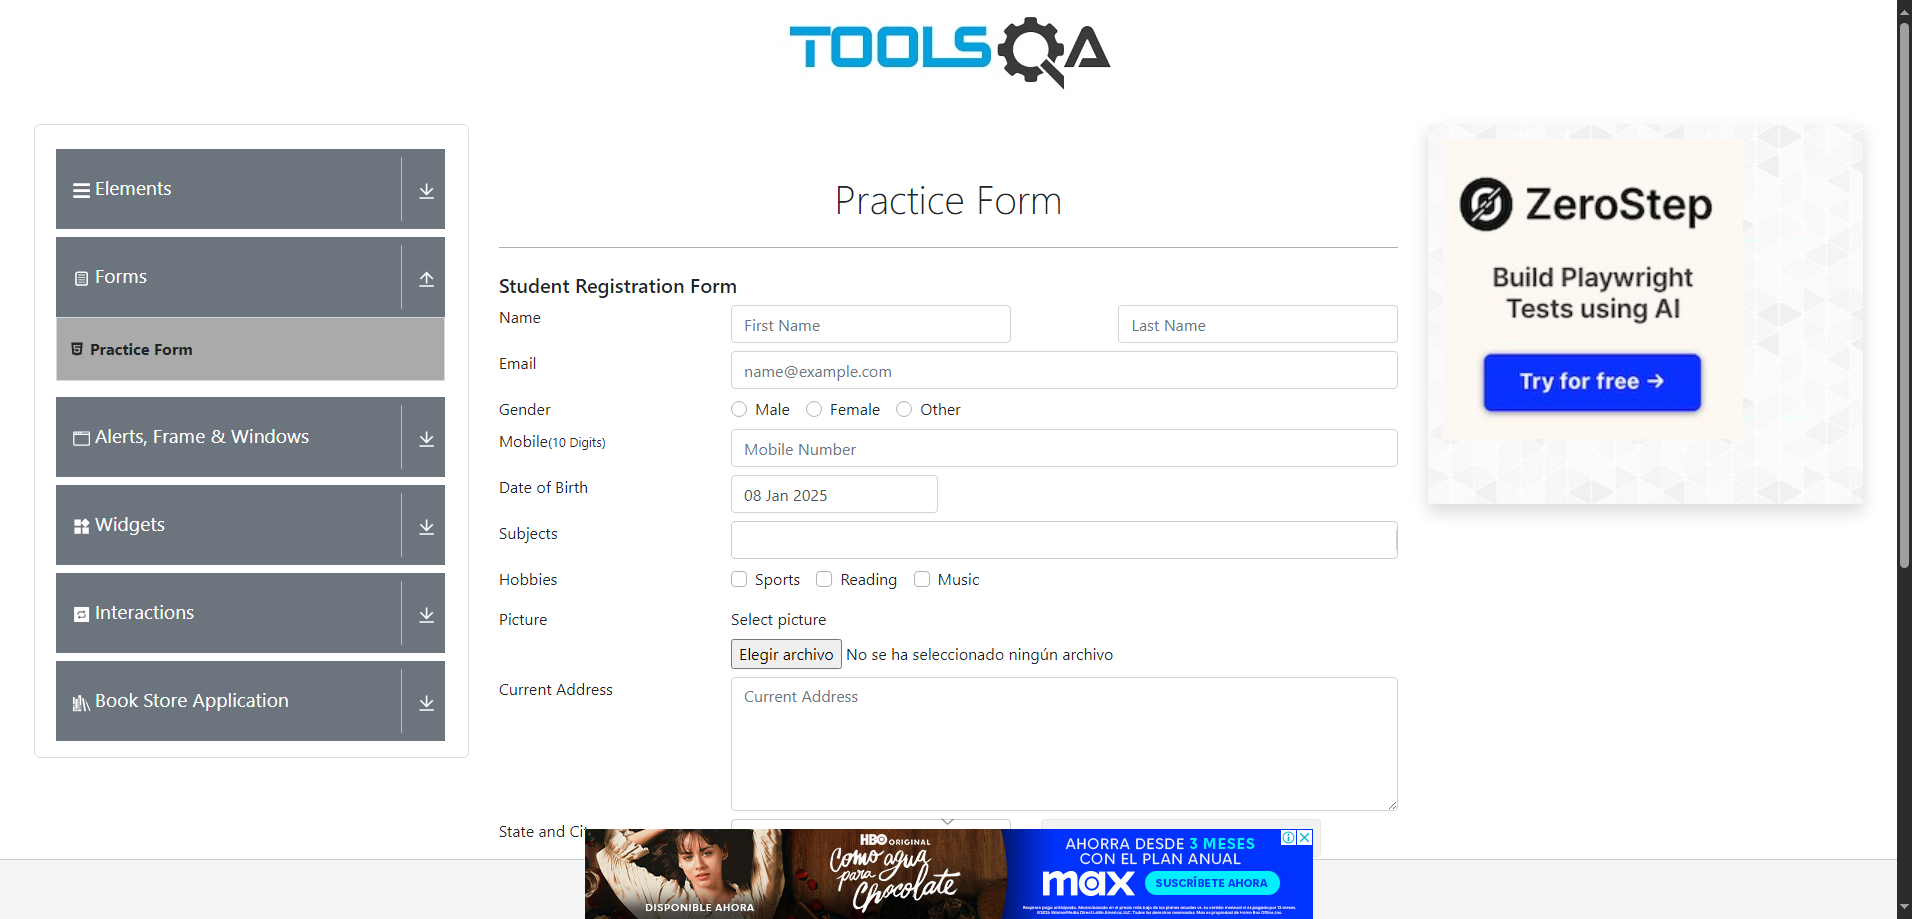 TOOLSQA
Elements
Forms
Practice Form
Alerts, Frame & Windows
Widgets
Interactions
Book Store Application
Practice Form
Student Registration Form
Name
First Name
Last Name
Email
name@example.com
Gender
Male
Female
Other
Mobile(10 Digits)
Mobile Number
Date of Birth
08 Jan 2025
Subjects
Hobbies
Sports
Reading
Music
Picture
Select picture
Elegir archivo No se ha seleccionado ningún archivo
Current Address
Current Address
State and
ZeroStep
Build Playwright
Tests using AI
Try for free →
DISPONIBLE AHORA
HBO ORIGINAL
Como agua
para
Chocolate
AHORRA DESDE 3 MESES
CON EL PLAN ANUAL
max
SUSCRÍBETE AHORA